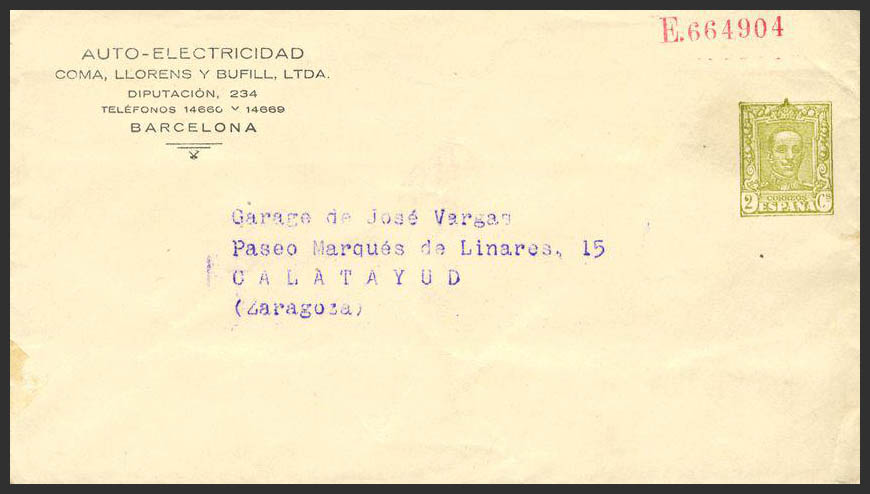 E.664904
AUTO-ELECTRICIDAD
COMA, LLORENS Y BUFILL, LTDA.
DIPUTACIÓN, 234
TELÉFONOS 14660 Y 14669
BARCELONA
2 CORREOS Cs
ESPAÑA
Garage de José Vargas
Paseo Marqués de Linares, 15
CALATAYUD
(Zaragoza)